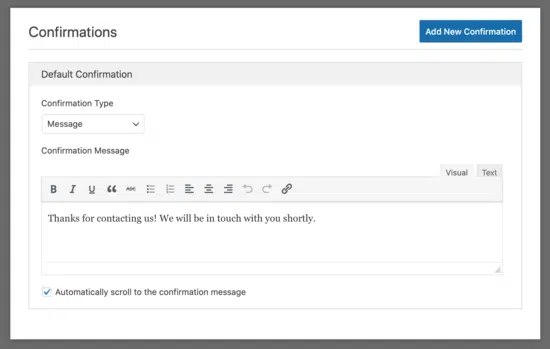 Confirmations
Add New Confirmation
Default Confirmation
Confirmation Type
Message
Confirmation Message
Visual Text
B I U ABC
Thanks for contacting us! We will be in touch with you shortly.
Automatically scroll to the confirmation message